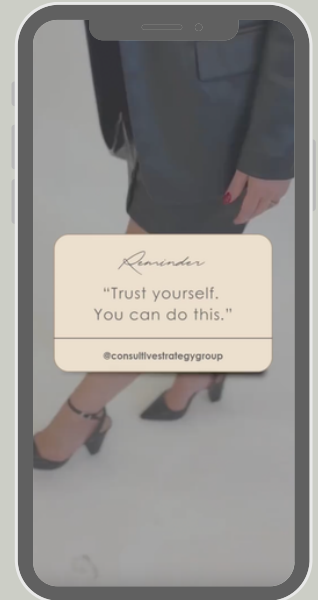 Reminder
“Trust yourself.
You can do this.”
@consultivestrategygroup